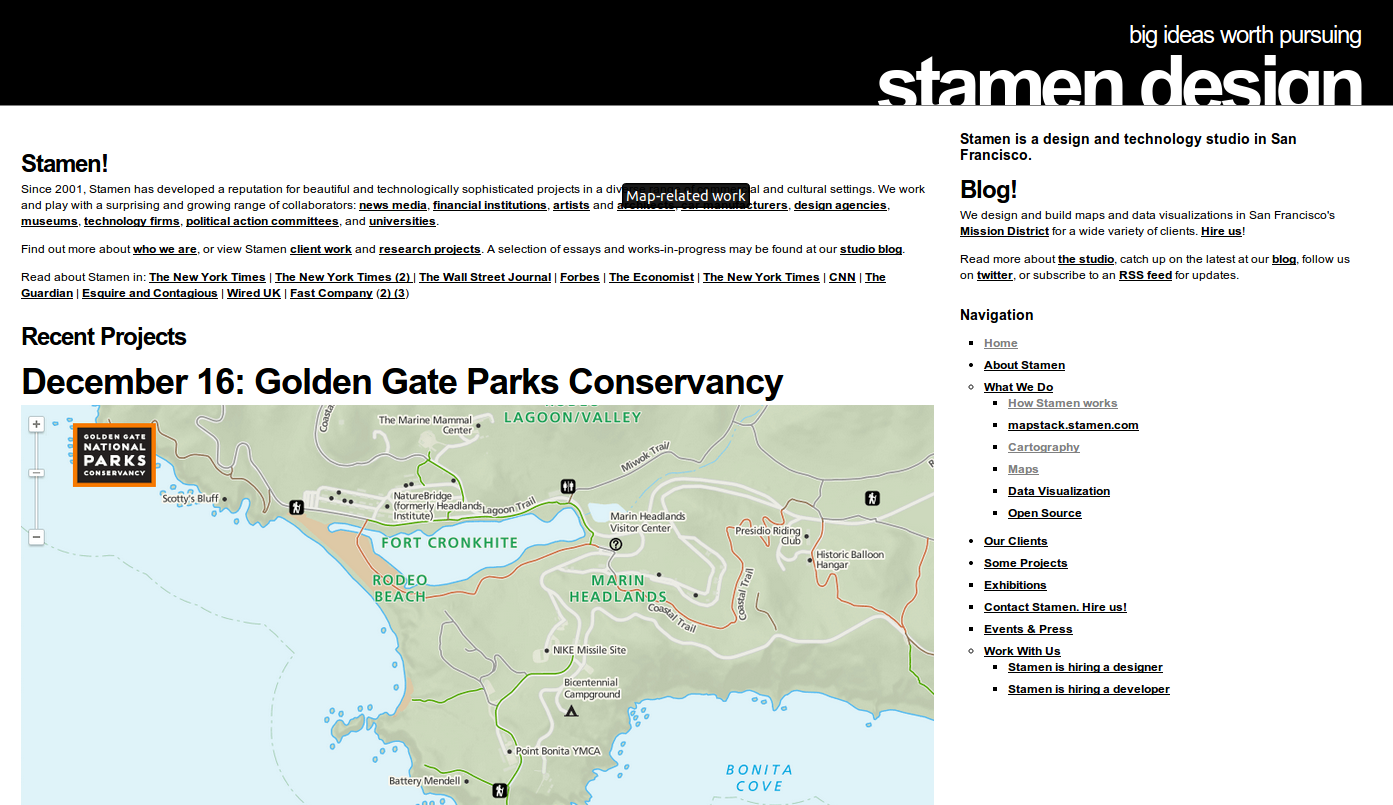 big ideas worth pursuing
stamen design
Stamen!
Since 2001, Stamen has developed a reputation for beautiful and technologically sophisticated projects in a diverse range of commercial and cultural settings. We work
and play with a surprising and growing range of collaborators: news media, financial institutions, artists and architects, car manufacturers, design agencies,
museums, technology firms, political action committees, and universities.
Map-related work
Find out more about who we are, or view Stamen client work and research projects. A selection of essays and works-in-progress may be found at our studio blog.
Read about Stamen in: The New York Times | The New York Times (2) | The Wall Street Journal | Forbes | The Economist | The New York Times | CNN | The
Guardian | Esquire and Contagious | Wired UK | Fast Company (2) (3)
Recent Projects
December 16: Golden Gate Parks Conservancy
GOLDEN GATE
NATIONAL
PARKS
CONSERVANCY
The Marine Mammal
Center
LAGOON/VALLEY
Miwok Trail
Scotty's Bluff
NatureBridge
(formerly Headlands
Institute)
Lagoon Trail
Marin Headlands
Visitor Center
Presidio Riding
Club
Historic Balloon
Hangar
FORT CRONKHITE
RODEO
BEACH
MARIN
HEADLANDS
Coastal Trail
Coastal Trail
NIKE Missile Site
Bicentennial
Campground
Point Bonita YMCA
Battery Mendell
BONITA
COVE
Stamen is a design and technology studio in San
Francisco.
Blog!
We design and build maps and data visualizations in San Francisco's
Mission District for a wide variety of clients. Hire us!
Read more about the studio, catch up on the latest at our blog, follow us
on twitter, or subscribe to an RSS feed for updates.
Navigation
Home
About Stamen
What We Do
How Stamen works
mapstack.stamen.com
Cartography
Maps
Data Visualization
Open Source
Our Clients
Some Projects
Exhibitions
Contact Stamen. Hire us!
Events & Press
Work With Us
Stamen is hiring a designer
Stamen is hiring a developer